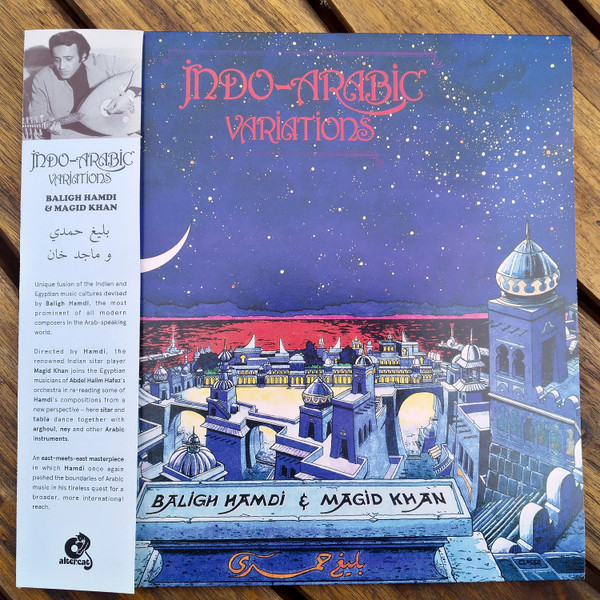 INDO-ARABIC
VARIATIONS
BALIGH HAMDI
& MAGID KHAN
بليغ حمدي
و ماجد خان
Unique fusion of the Indian and
Egyptian music cultures devised
by Baligh Hamdi, the most
prominent of all modern
composers in the Arab-speaking
world.
Directed by Hamdi, the
renowned Indian sitar player
Magid Khan joins the Egyptian
musicians of Abdel Halim Hafez's
orchestra in re-reading some of
Hamdi's compositions from a
new perspective – here sitar and
tabla dance together with
arghoul, ney and other Arabic
instruments.
An east-meets-east masterpiece
in which Hamdi once again
pushed the boundaries of Arabic
music in his tireless quest for a
broader, more international
reach.
altercat
INDO-ARABIC
VARIATIONS
BALIGH HAMDI & MAGID KHAN
بليغ حمدي